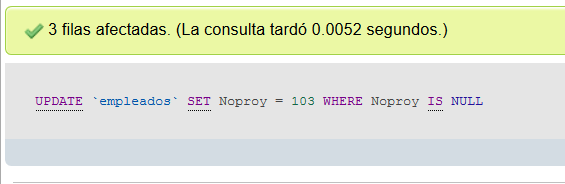 3 filas afectadas. (La consulta tardó 0.0052 segundos.)
UPDATE `empleados` SET Noproy = 103 WHERE Noproy IS NULL